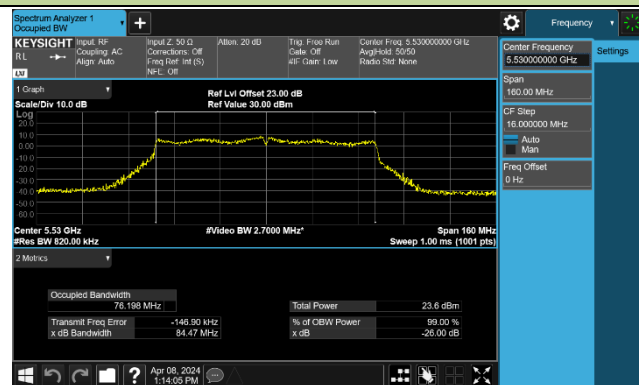 Spectrum Analyzer 1
Occupied BW
Frequency
KEYSIGHT
RL
Input: RF
Coupling: AC
Align: Auto
Input Z: 50 Ω
Corrections: Off
Freq Ref: Int (S)
NFE: Off
Atten: 20 dB
Trig: Free Run
Gate: Off
#IF Gain: Low
Center Freq: 5.530000000 GHz
Avg|Hold: 50/50
Radio Std: None
LXI
Center Frequency
5.530000000 GHz
Settings
Span
160.00 MHz
CF Step
16.000000 MHz
Auto
Man
Freq Offset
0 Hz
1 Graph
Scale/Div 10.0 dB
Ref Lvl Offset 23.00 dB
Ref Value 30.00 dBm
Log
20.0
10.0
0.00
-10.0
-20.0
-30.0
-40.0
-50.0
-60.0
Center 5.53 GHz
#Res BW 820.00 kHz
#Video BW 2.7000 MHz*
Span 160 MHz
Sweep 1.00 ms (1001 pts)
2 Metrics
Occupied Bandwidth
76.198 MHz
Total Power 23.6 dBm
Transmit Freq Error -146.90 kHz
% of OBW Power 99.00 %
x dB Bandwidth 84.47 MHz
x dB -26.00 dB
?
Apr 08, 2024
1:14:05 PM